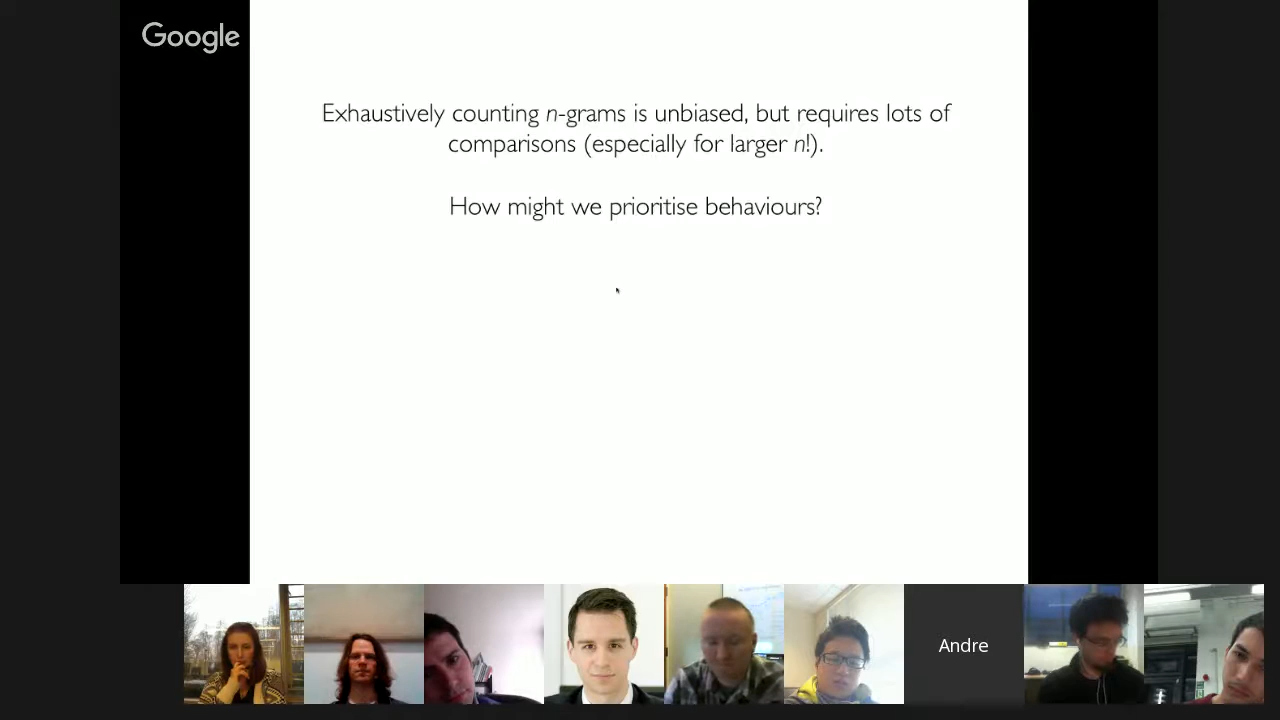 Google
Exhaustively counting n-grams is unbiased, but requires lots of
comparisons (especially for larger n!).
How might we prioritise behaviours?
Andre